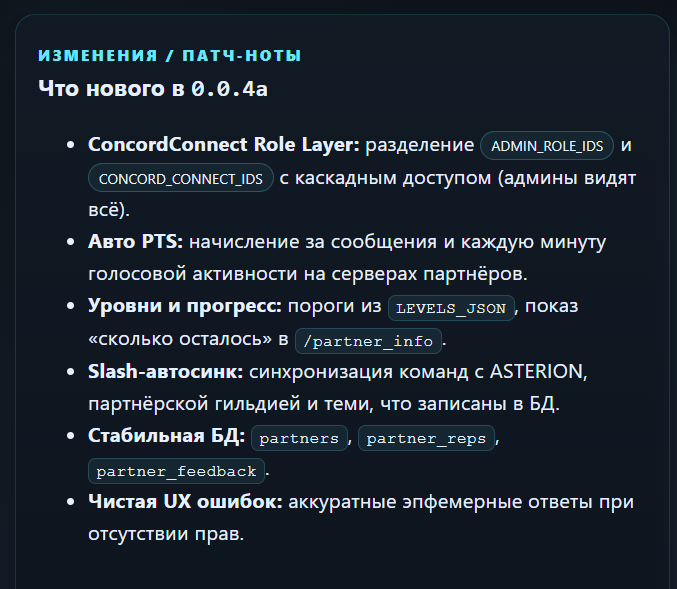 ИЗМЕНЕНИЯ / ПАТЧ-НОТЫ
Что нового в 0.0.4a
ConcordConnect Role Layer: разделение ADMIN_ROLE_IDS и
CONCORD_CONNECT_IDS с каскадным доступом (админы видят
всё).
Авто PTS: начисление за сообщения и каждую минуту
голосовой активности на серверах партнёров.
Уровни и прогресс: пороги из LEVELS_JSON, показ
«сколько осталось» в /partner_info.
Slash-автосинк: синхронизация команд с ASTERION,
партнёрской гильдией и теми, что записаны в БД.
Стабильная БД: partners, partner_reps,
partner_feedback.
Чистая UX ошибок: аккуратные эпфемерные ответы при
отсутствии прав.